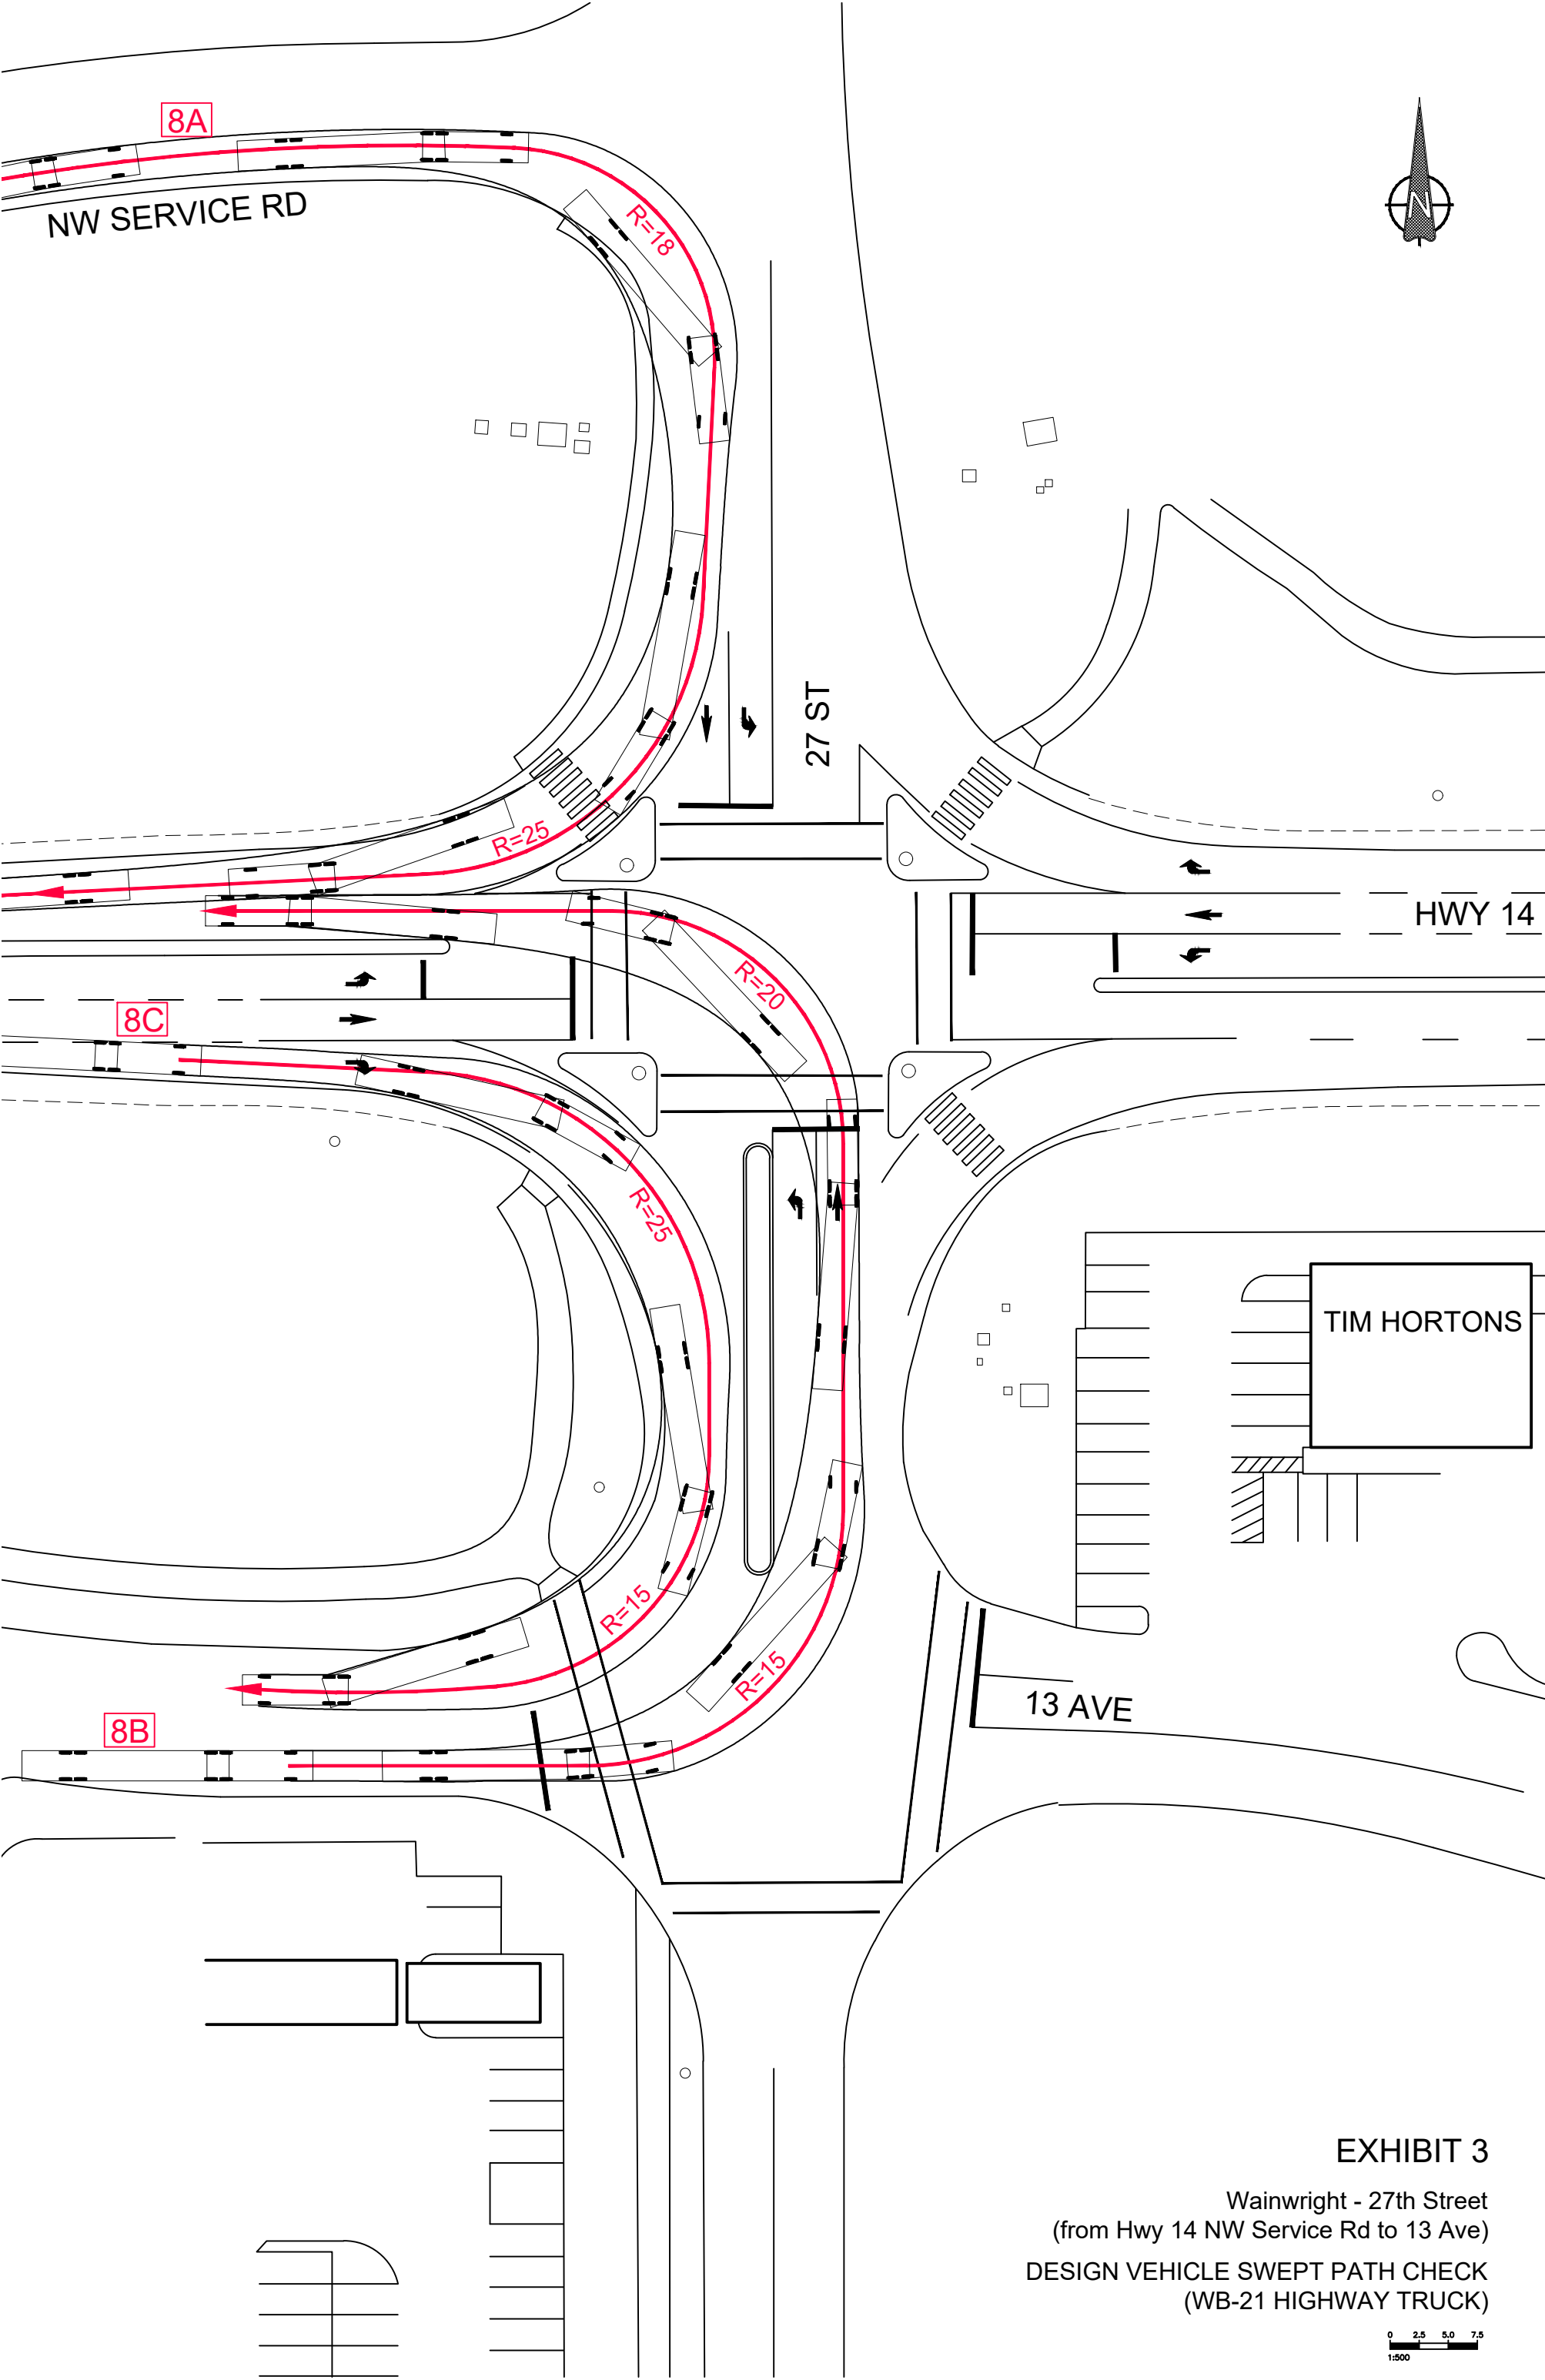 8A
NW SERVICE RD
R=18
N
27 ST
R=25
HWY 14
R=20
8C
R=25
TIM HORTONS
R=15
R=15
13 AVE
8B
EXHIBIT 3
Wainwright - 27th Street
(from Hwy 14 NW Service Rd to 13 Ave)
DESIGN VEHICLE SWEPT PATH CHECK
(WB-21 HIGHWAY TRUCK)
0 2.5 5.0 7.5
1:500